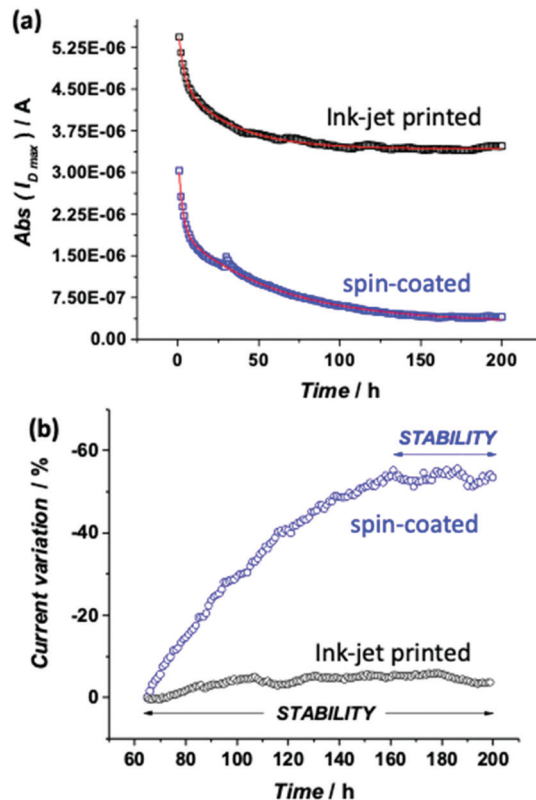 (a)
Abs ( I D max ) / A
5.25E-06
4.50E-06
3.75E-06
3.00E-06
2.25E-06
1.50E-06
7.50E-07
0.00
Ink-jet printed
spin-coated
0 50 100 150 200
Time / h
(b)
Current variation / %
-60
-40
-20
0
STABILITY
spin-coated
Ink-jet printed
STABILITY
60 80 100 120 140 160 180 200
Time / h